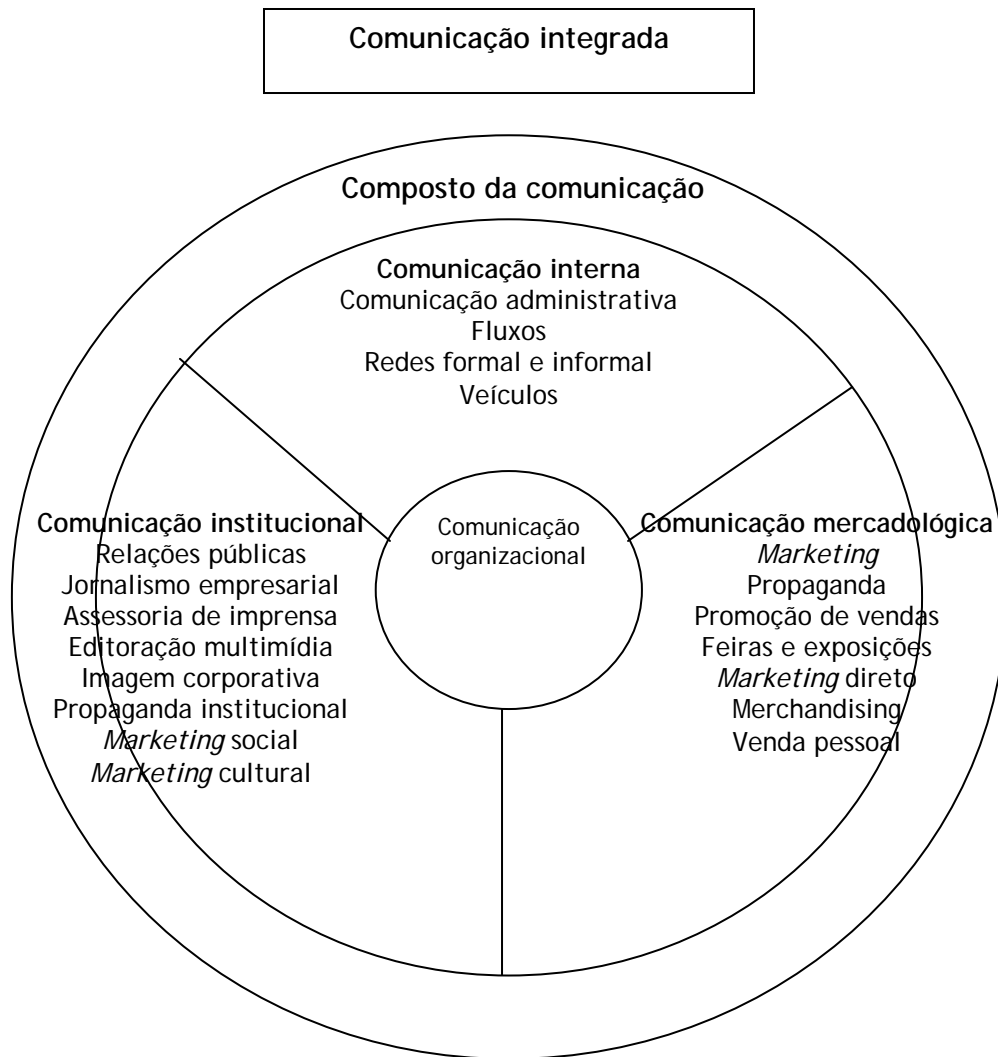 Comunicação integrada
Composto da comunicação
Comunicação interna
Comunicação administrativa
Fluxos
Redes formal e informal
Veículos
Comunicação institucional
Relações públicas
Jornalismo empresarial
Assessoria de imprensa
Editoração multimídia
Imagem corporativa
Propaganda institucional
Marketing social
Marketing cultural
Comunicação
organizacional
Comunicação mercadológica
Marketing
Propaganda
Promoção de vendas
Feiras e exposições
Marketing direto
Merchandising
Venda pessoal